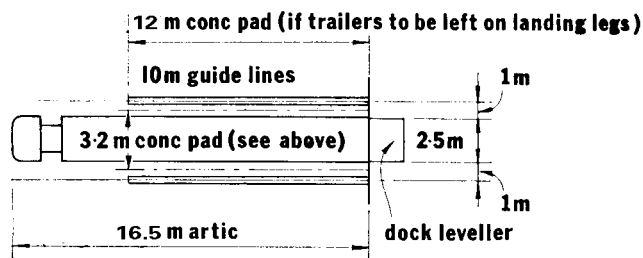 12 m conc pad (if trailers to be left on landing legs)
10m guide lines
1m
3·2 m conc pad (see above)
2·5m
1m
dock leveller
16.5 m artic